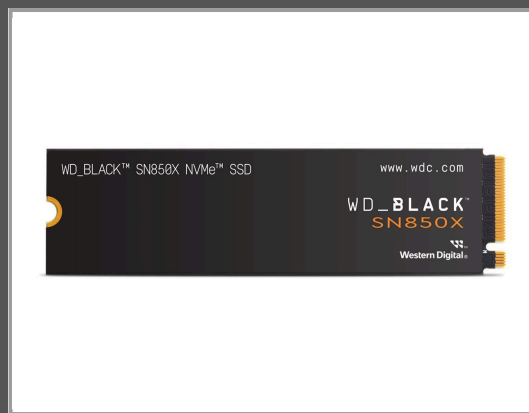 WD_BLACK™ SN850X NVMe™ SSD
www.wdc.com
WD_BLACK™
SN850X
Western Digital®